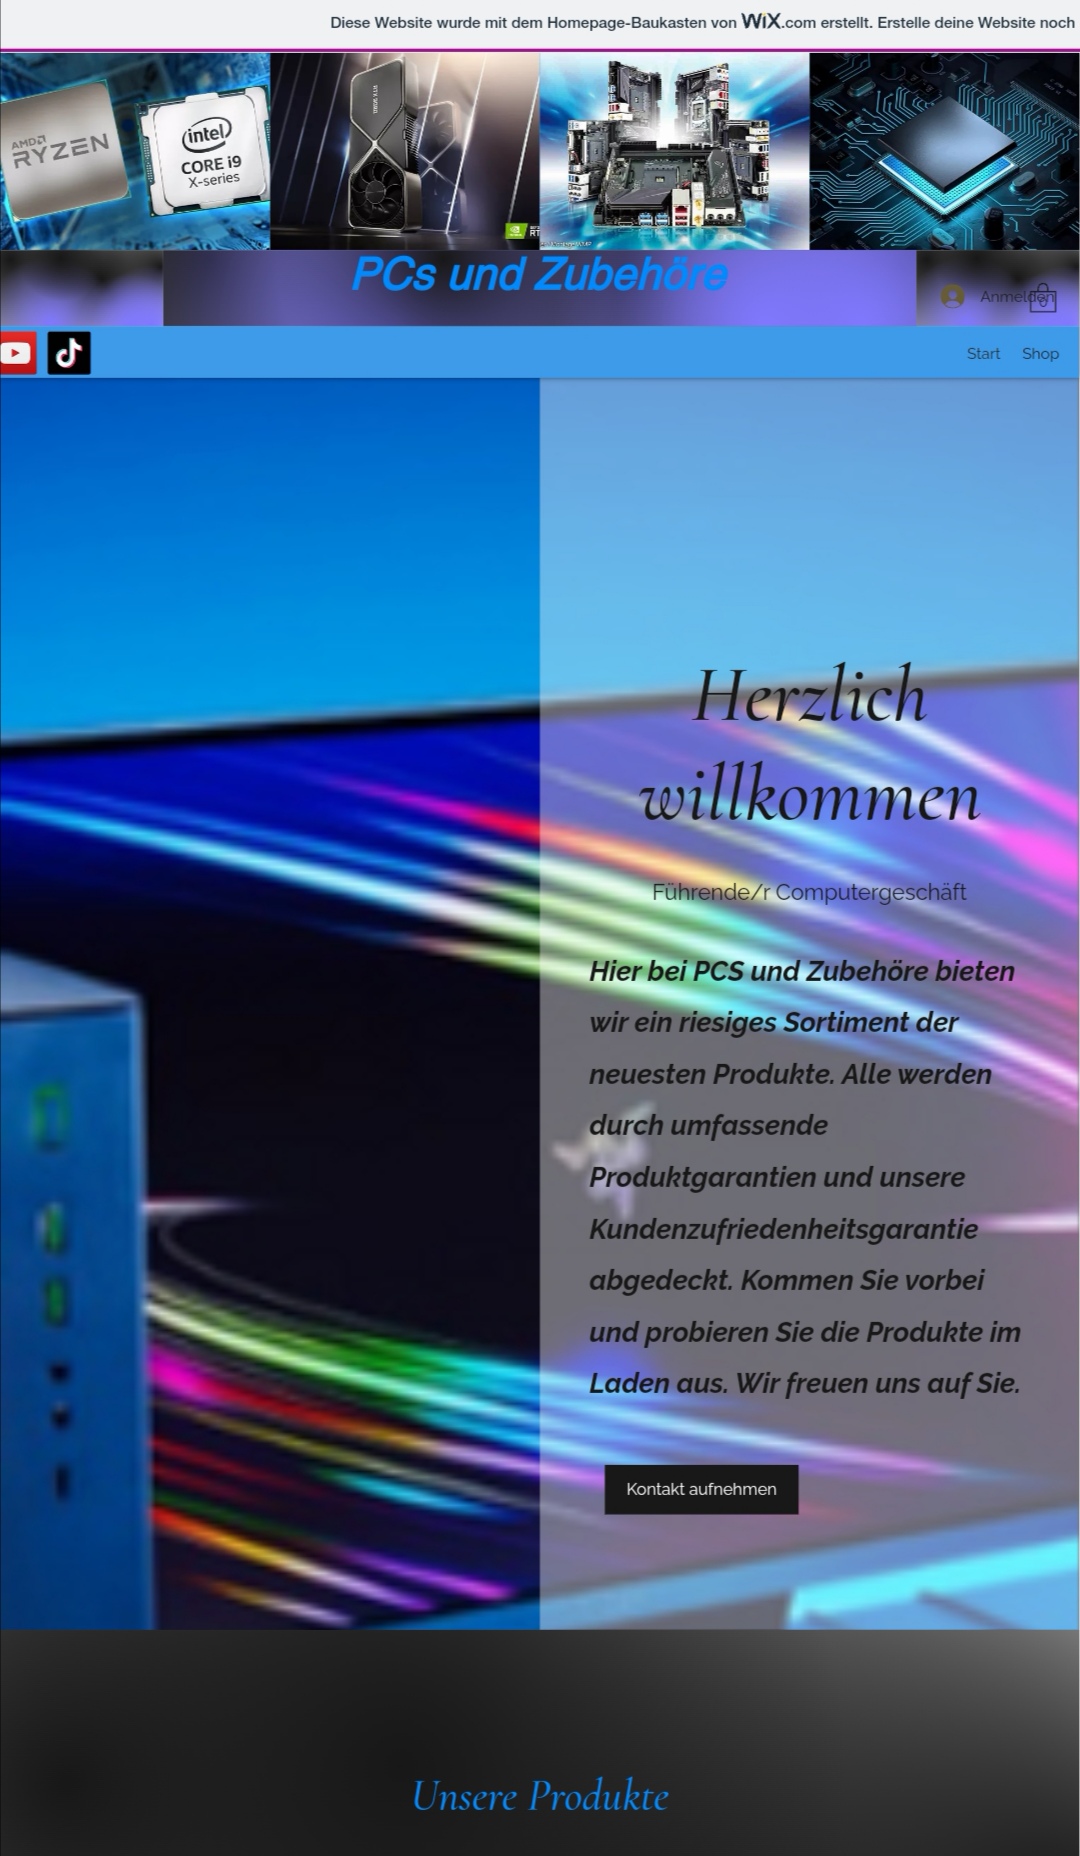 Diese Website wurde mit dem Homepage-Baukasten von WiX.com erstellt. Erstelle deine Website noch
AMD RYZEN
intel
CORE i9
X-series
PCs und Zubehöre
Anmelden
0
Start Shop
Herzlich
willkommen
Führende/r Computergeschäft
Hier bei PCS und Zubehöre bieten
wir ein riesiges Sortiment der
neuesten Produkte. Alle werden
durch umfassende
Produktgarantien und unsere
Kundenzufriedenheitsgarantie
abgedeckt. Kommen Sie vorbei
und probieren Sie die Produkte im
Laden aus. Wir freuen uns auf Sie.
Kontakt aufnehmen
Unsere Produkte